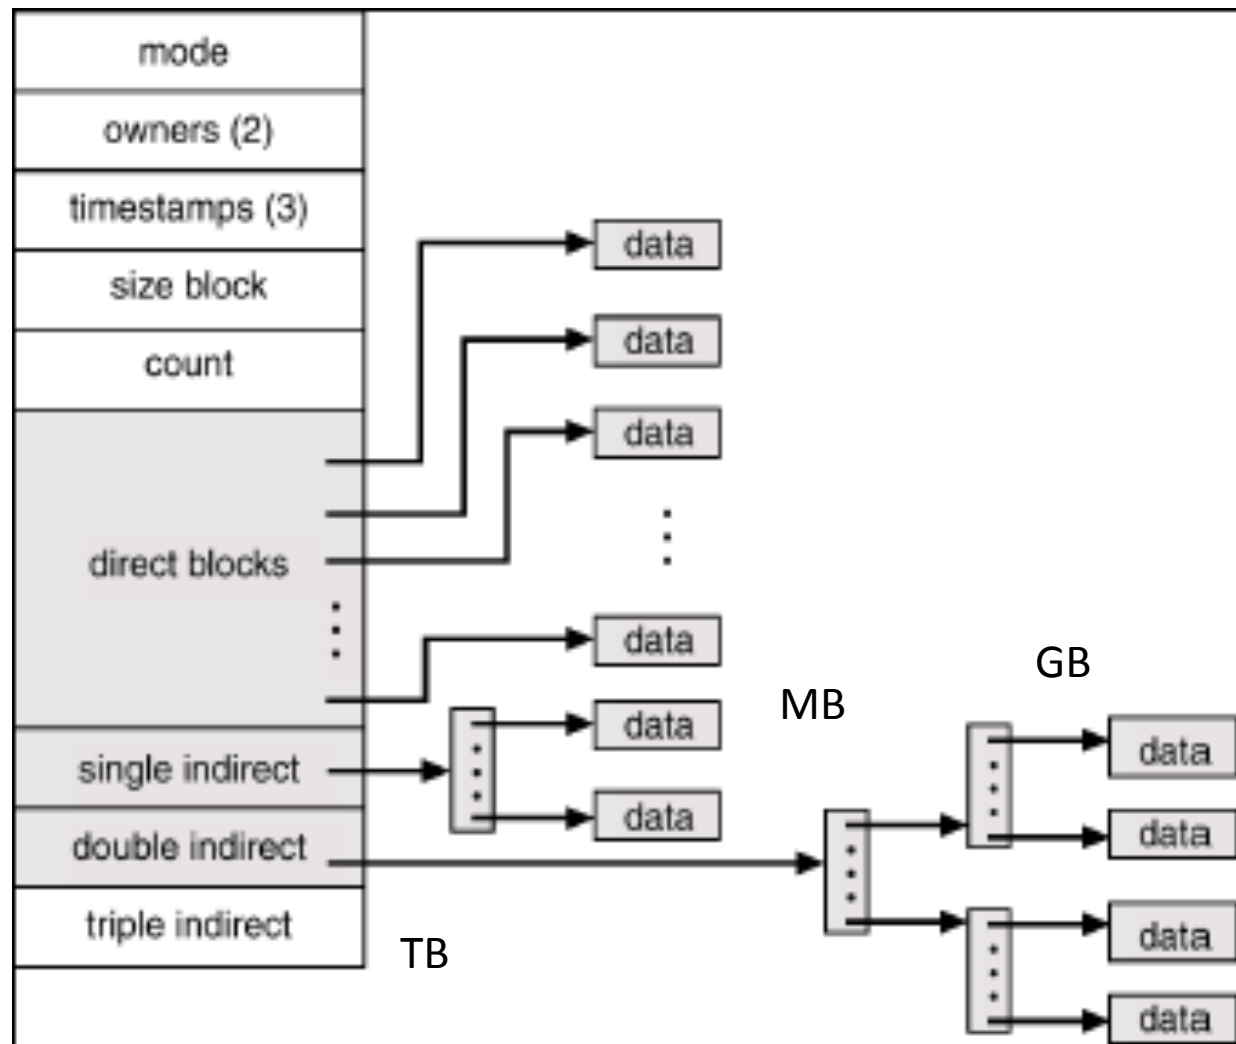 mode
owners (2)
timestamps (3)
size block
count
direct blocks
single indirect
double indirect
triple indirect
data
data
data
data
data
data
MB
GB
TB
data
data
data
data